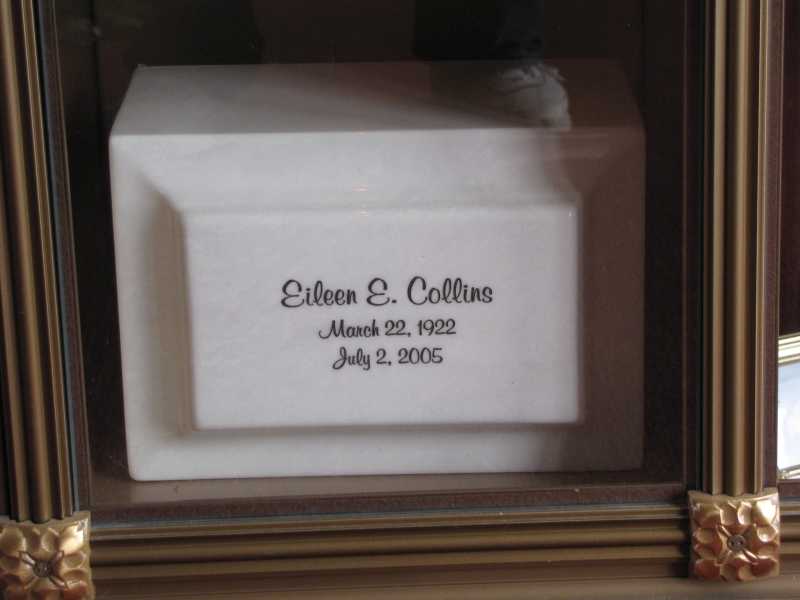 Eileen E. Collins
March 22, 1922
July 2, 2005